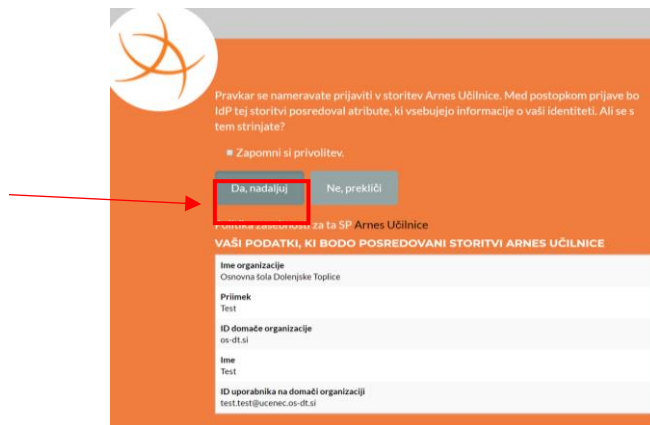 Pravkar se nameravate prijaviti v storitev Arnes Učilnice. Med postopkom prijave bo
IdP tej storitvi posredoval atribute, ki vsebujejo informacije o vaši identiteti. Ali se s
tem strinjate?
Zapomni si privolitev.
Da, nadaljuj
Ne, prekliči
Politika zasebnosti za ta SP Arnes Učilnice
VAŠI PODATKI, KI BODO POSREDOVANI STORITVI ARNES UČILNICE
Ime organizacije
Osnovna šola Dolenjske Toplice
Priimek
Test
ID domače organizacije
os-dt.si
Ime
Test
ID uporabnika na domači organizaciji
test.test@ucenec.os-dt.si